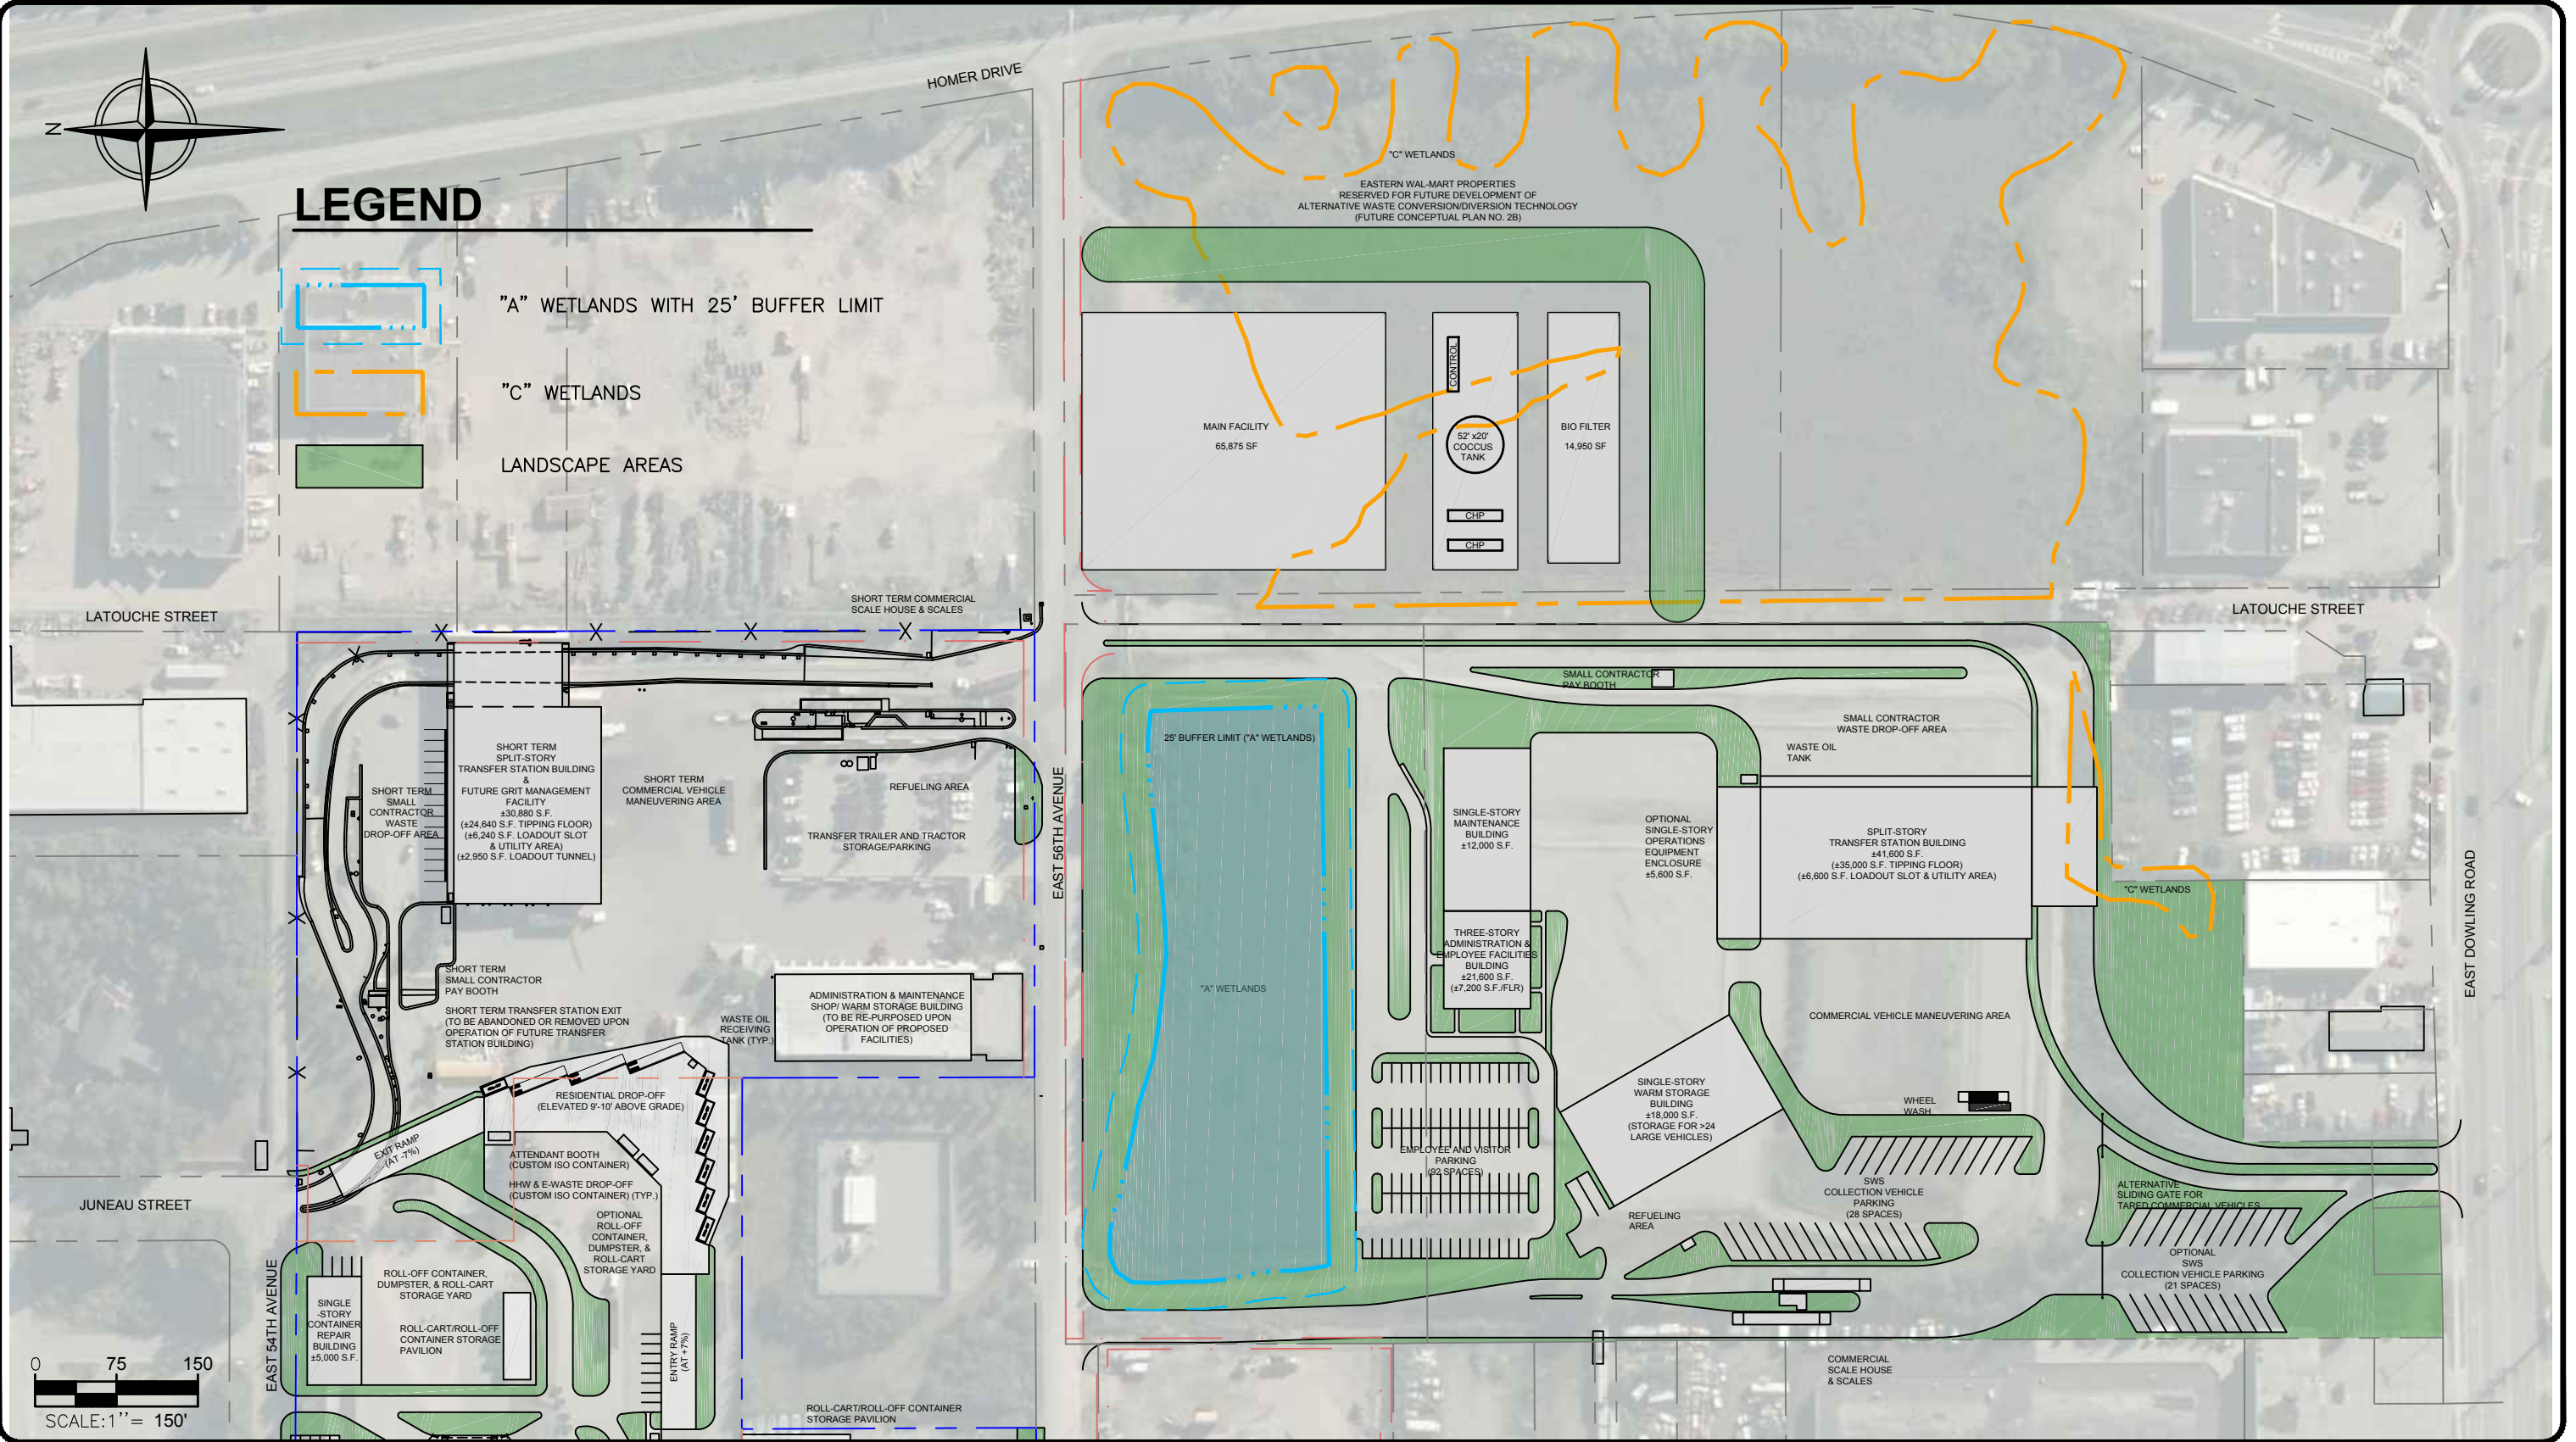 HOMER DRIVE
N
LEGEND
"A" WETLANDS WITH 25' BUFFER LIMIT
"C" WETLANDS
LANDSCAPE AREAS
"C" WETLANDS
EASTERN WAL-MART PROPERTIES
RESERVED FOR FUTURE DEVELOPMENT OF
ALTERNATIVE WASTE CONVERSION/DIVERSION TECHNOLOGY
(FUTURE CONCEPTUAL PLAN NO. 2B)
MAIN FACILITY
65,875 SF
CONTROL
52' x20'
COCCUS
TANK
CHP
CHP
BIO FILTER
14,950 SF
LATOUCHE STREET
SHORT TERM COMMERCIAL
SCALE HOUSE & SCALES
LATOUCHE STREET
SHORT TERM
SMALL
CONTRACTOR
WASTE
DROP-OFF AREA
SHORT TERM
SPLIT-STORY
TRANSFER STATION BUILDING
&
FUTURE GRIT MANAGEMENT
FACILITY
±30,880 S.F.
(±24,640 S.F. TIPPING FLOOR)
(±6,240 S.F. LOADOUT SLOT
& UTILITY AREA)
(±2,950 S.F. LOADOUT TUNNEL)
SHORT TERM
COMMERCIAL VEHICLE
MANEUVERING AREA
REFUELING AREA
TRANSFER TRAILER AND TRACTOR
STORAGE/PARKING
EAST 56TH AVENUE
25' BUFFER LIMIT ("A" WETLANDS)
"A" WETLANDS
SMALL CONTRACTOR
PAY BOOTH
SMALL CONTRACTOR
WASTE DROP-OFF AREA
WASTE OIL
TANK
SINGLE-STORY
MAINTENANCE
BUILDING
±12,000 S.F.
OPTIONAL
SINGLE-STORY
OPERATIONS
EQUIPMENT
ENCLOSURE
±5,600 S.F.
SPLIT-STORY
TRANSFER STATION BUILDING
±41,600 S.F.
(±35,000 S.F. TIPPING FLOOR)
(±6,600 S.F. LOADOUT SLOT & UTILITY AREA)
"C" WETLANDS
EAST DOWLING ROAD
THREE-STORY
ADMINISTRATION &
EMPLOYEE FACILITIES
BUILDING
±21,600 S.F.
(±7,200 S.F./FLR)
SHORT TERM
SMALL CONTRACTOR
PAY BOOTH
SHORT TERM TRANSFER STATION EXIT
(TO BE ABANDONED OR REMOVED UPON
OPERATION OF FUTURE TRANSFER
STATION BUILDING)
WASTE OIL
RECEIVING
TANK (TYP.)
ADMINISTRATION & MAINTENANCE
SHOP/ WARM STORAGE BUILDING
(TO BE RE-PURPOSED UPON
OPERATION OF PROPOSED
FACILITIES)
COMMERCIAL VEHICLE MANEUVERING AREA
RESIDENTIAL DROP-OFF
(ELEVATED 9'-10' ABOVE GRADE)
EXIT RAMP
(AT -7%)
ATTENDANT BOOTH
(CUSTOM ISO CONTAINER)
HHW & E-WASTE DROP-OFF
(CUSTOM ISO CONTAINER) (TYP.)
OPTIONAL
ROLL-OFF
CONTAINER,
DUMPSTER, &
ROLL-CART
STORAGE YARD
SINGLE-STORY
WARM STORAGE
BUILDING
±18,000 S.F.
(STORAGE FOR >24
LARGE VEHICLES)
WHEEL
WASH
EMPLOYEE AND VISITOR
PARKING
(92 SPACES)
REFUELING
AREA
SWS
COLLECTION VEHICLE
PARKING
(28 SPACES)
ALTERNATIVE
SLIDING GATE FOR
TARED COMMERCIAL VEHICLES
OPTIONAL
SWS
COLLECTION VEHICLE PARKING
(21 SPACES)
JUNEAU STREET
EAST 54TH AVENUE
ROLL-OFF CONTAINER,
DUMPSTER, & ROLL-CART
STORAGE YARD
SINGLE
-STORY
CONTAINER
REPAIR
BUILDING
±5,000 S.F.
ROLL-CART/ROLL-OFF
CONTAINER STORAGE
PAVILION
ENTRY RAMP
(AT +7%)
ROLL-CART/ROLL-OFF CONTAINER
STORAGE PAVILION
COMMERCIAL
SCALE HOUSE
& SCALES
0 75 150
SCALE:1''= 150'